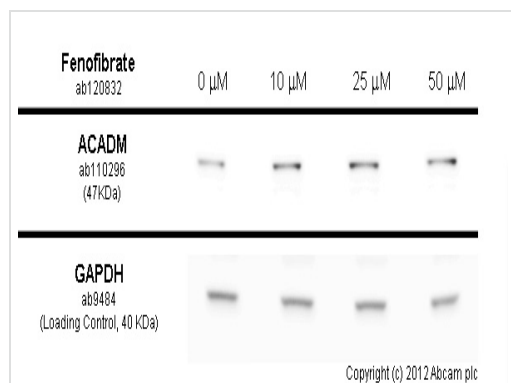 Fenofibrate
ab120832
0 µM 10 µM 25 µM 50 µM
ACADM
ab110296
(47KDa)
GAPDH
ab9484
(Loading Control, 40 KDa)
Copyright (c) 2012 Abcam plc